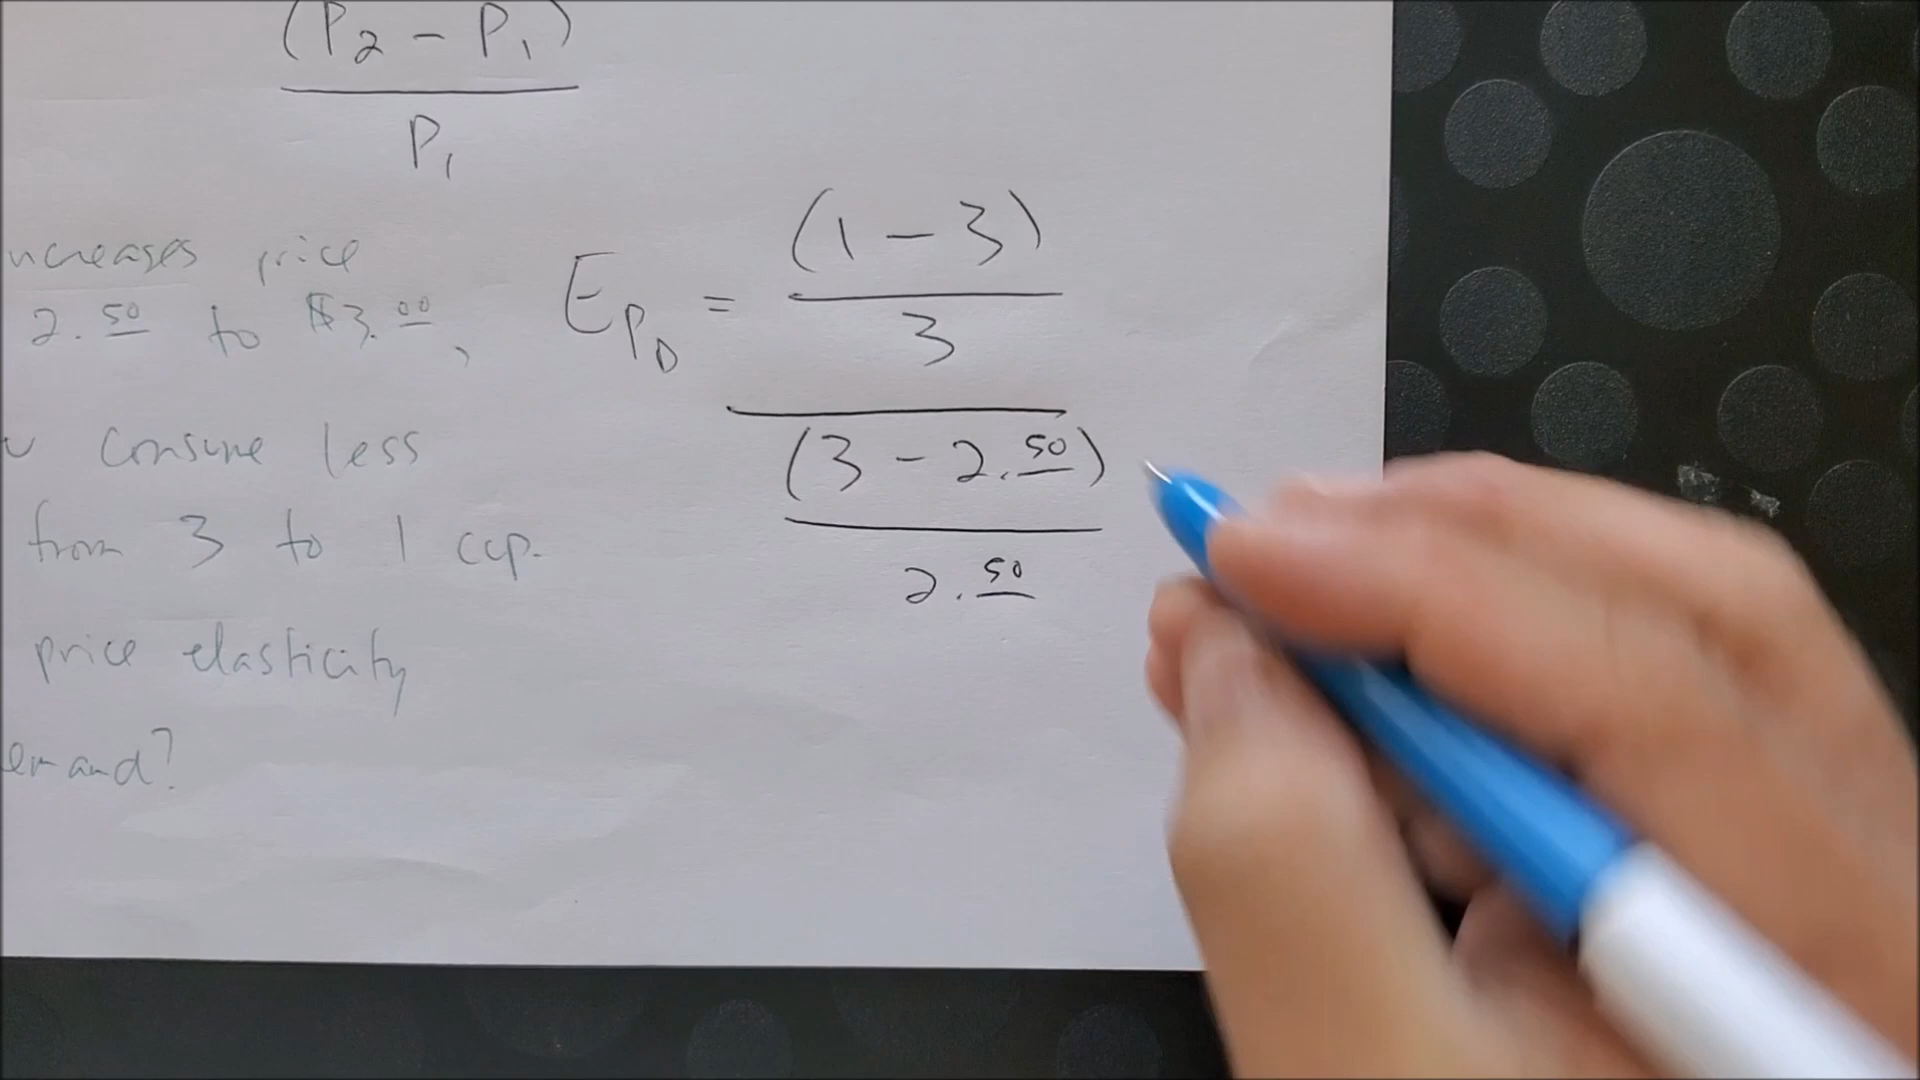 (P2 - P1)
P1
ncreases price
2.50 to $3.00,
consume less
from 3 to 1 cup.
price elasticity
emand?
EPD = (1 - 3)
3
(3 - 2.50)
2.50